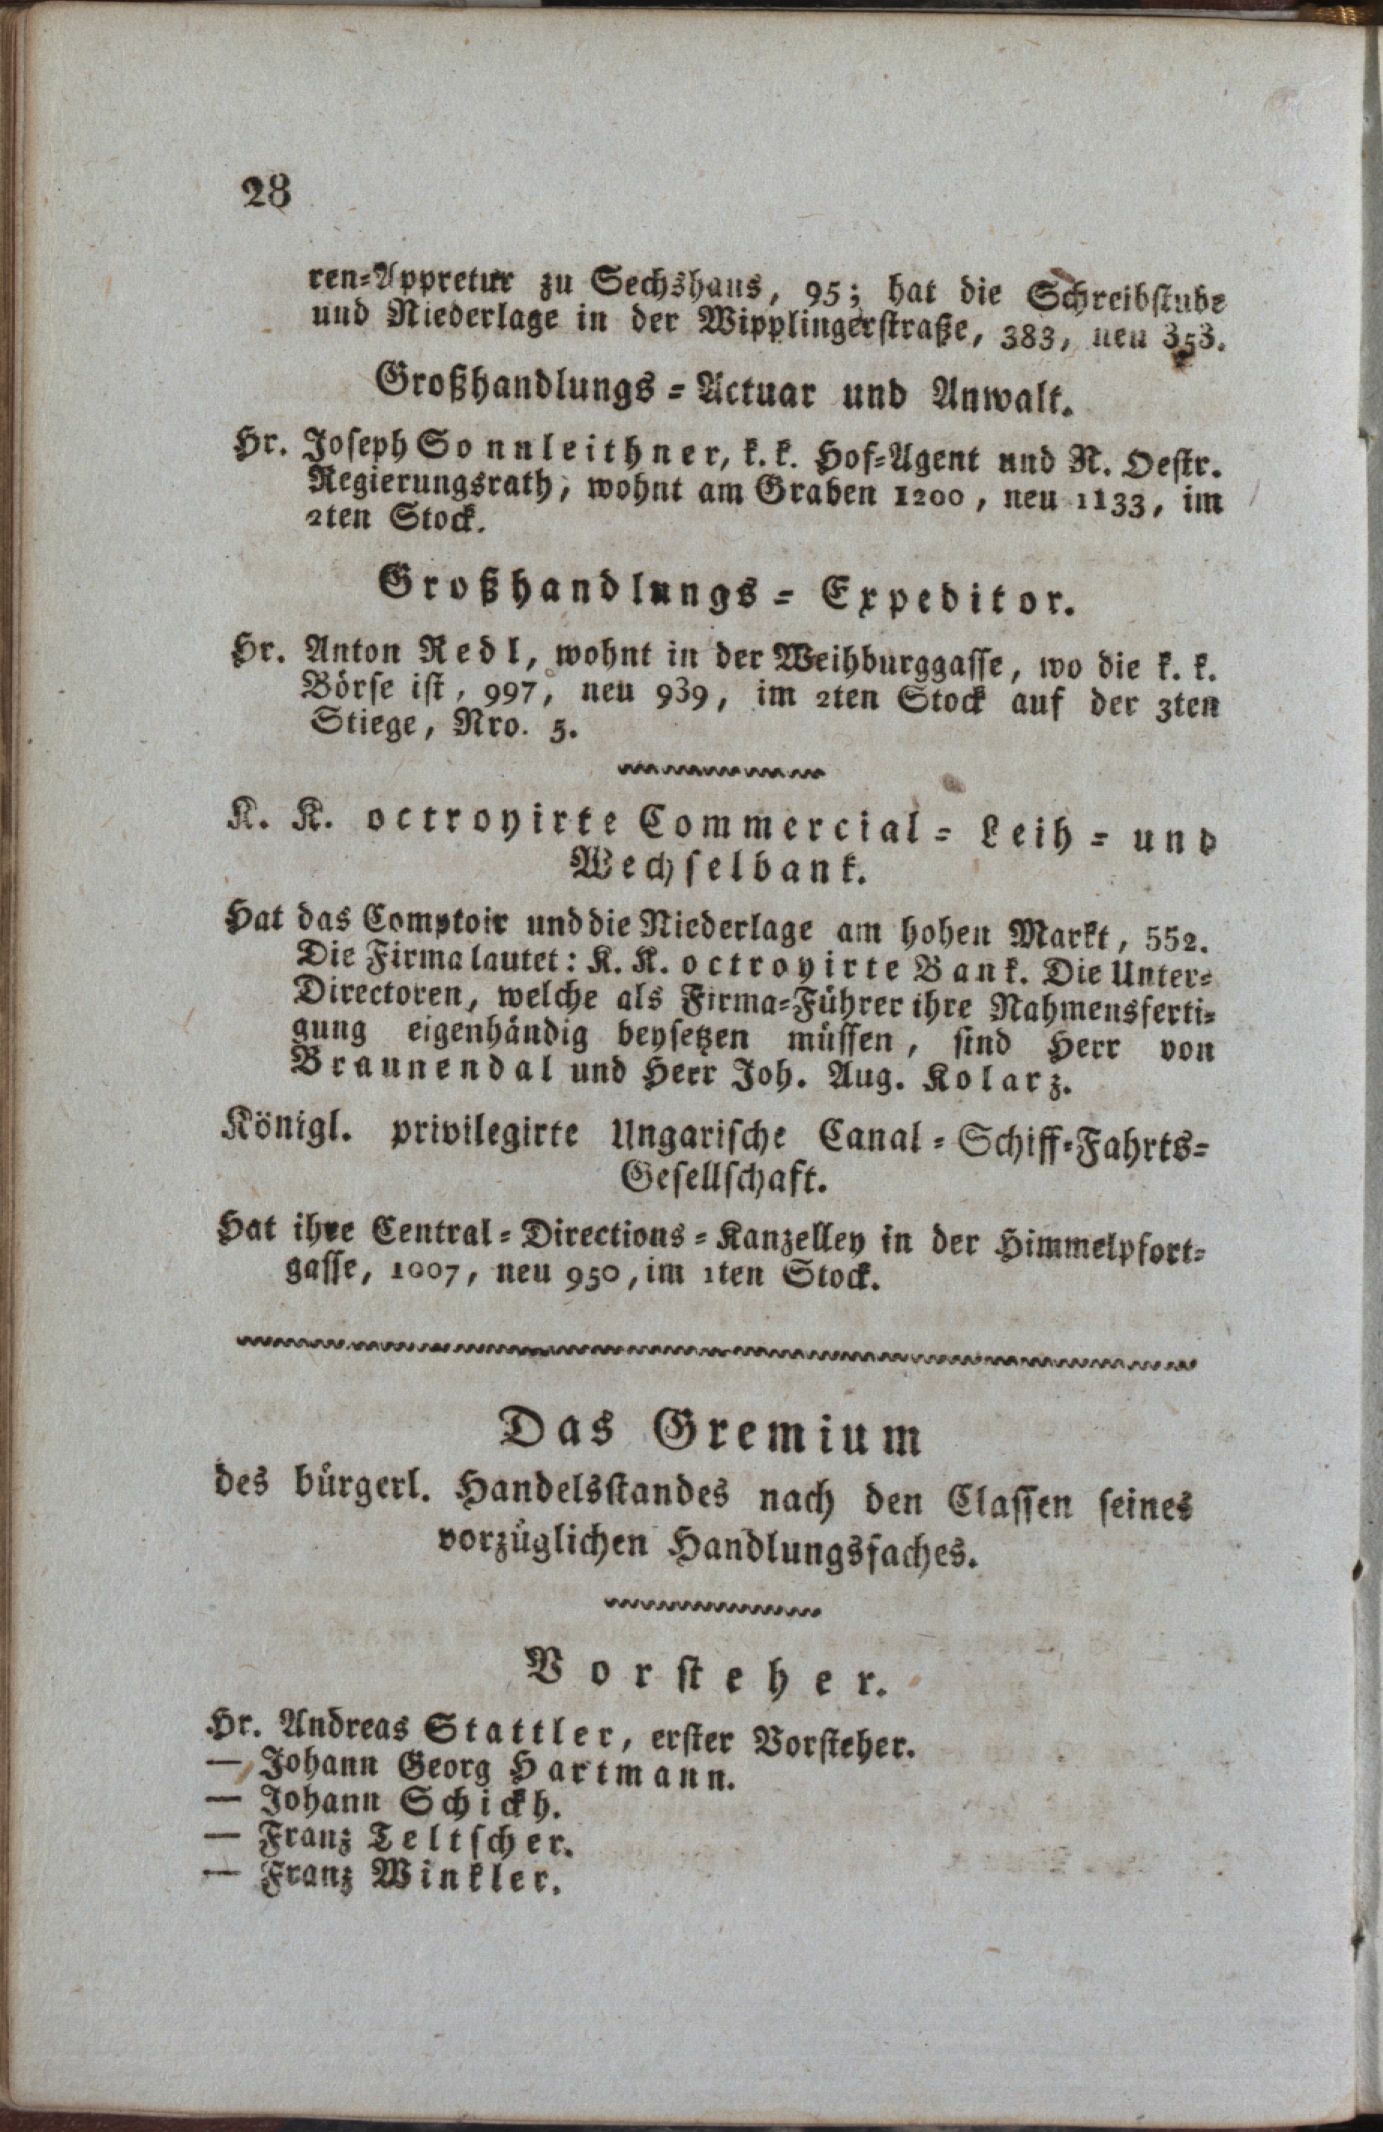 28
ren-Appretur zu Sechshaus, 95; hat die Schreibstube
und Niederlage in der Wipplingerstraße, 383, neu 353.
Großhandlungs-Actuar und Anwalt.
Hr. Joseph Sonnleithner, k. k. Hof-Agent und N. Oestr.
Regierungsrath, wohnt am Graben 1200, neu 1133, im
2ten Stock.
Großhandlungs-Expeditor.
Hr. Anton Redl, wohnt in der Weihburggasse, wo die k. k.
Börse ist, 997, neu 939, im 2ten Stock auf der 3ten
Stiege, Nro. 5.
K. K. octroyirte Commercial-Leih-und
Wechselbank.
Hat das Comptoir und die Niederlage am hohen Markt, 552.
Die Firma lautet: K. K. octroyirte Bank. Die Unter-
Directoren, welche als Firma-Führer ihre Nahmensferti-
gung eigenhändig beysetzen müssen, sind Herr von
Braunendal und Herr Joh. Aug. Kolarz.
Königl. privilegirte Ungarische Canal-Schiff-Fahrts-
Gesellschaft.
Hat ihre Central-Directions-Kanzelley in der Himmelpfort-
gasse, 1007, neu 950, im 1ten Stock.
Das Gremium
des bürgerl. Handelsstandes nach den Classen seines
vorzüglichen Handlungsfaches.
Vorsteher.
Hr. Andreas Stattler, erster Vorsteher.
— Johann Georg Hartmann.
— Johann Schickh.
— Franz Teltscher.
— Franz Winkler.